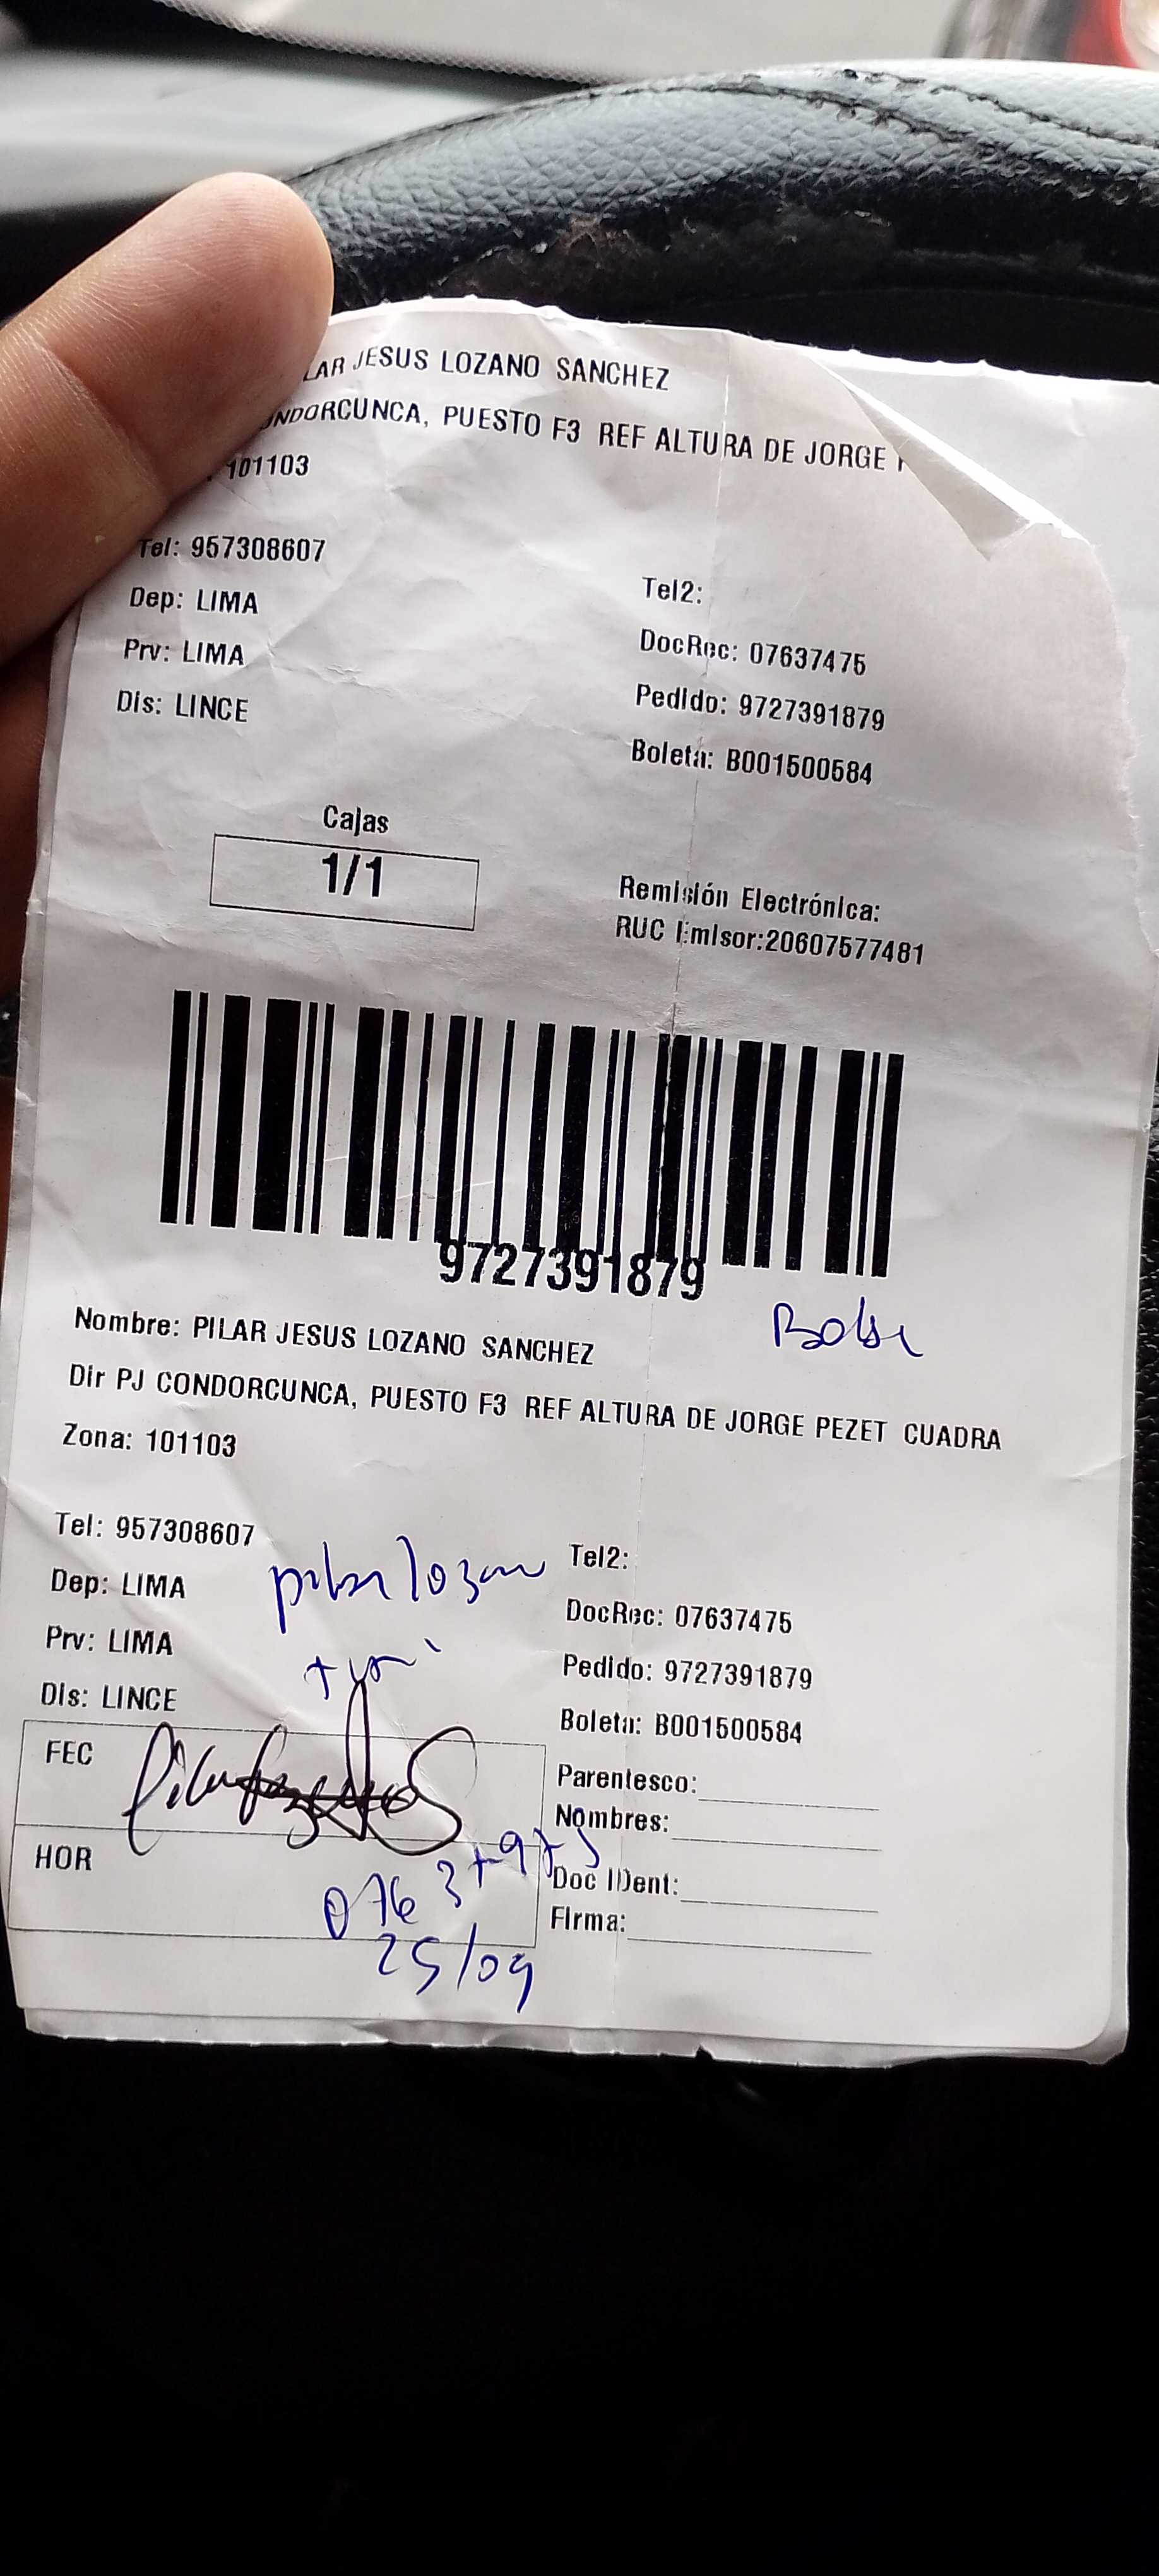 LAR JESUS LOZANO SANCHEZ
NDORCUNCA, PUESTO F3 REF ALTURA DE JORGE
101103
Tel: 957308607
Tel2:
Dep: LIMA
DocRec: 07637475
Prv: LIMA
Pedido: 9727391879
Dis: LINCE
Boleta: B001500584
Cajas
1/1
Remisión Electrónica:
RUC Emisor:20607577481
9727391879
Nombre: PILAR JESUS LOZANO SANCHEZ
Dir PJ CONDORCUNCA, PUESTO F3 REF ALTURA DE JORGE PEZET CUADRA
Zona: 101103
Tel: 957308607
pilar lozan
Tel2:
Dep: LIMA
DocRec: 07637475
Prv: LIMA
Pedido: 9727391879
Dis: LINCE
Boleta: B001500584
FEC
Parentesco:
Nombres:
HOR
Doc IDent:
Firma:
25/09